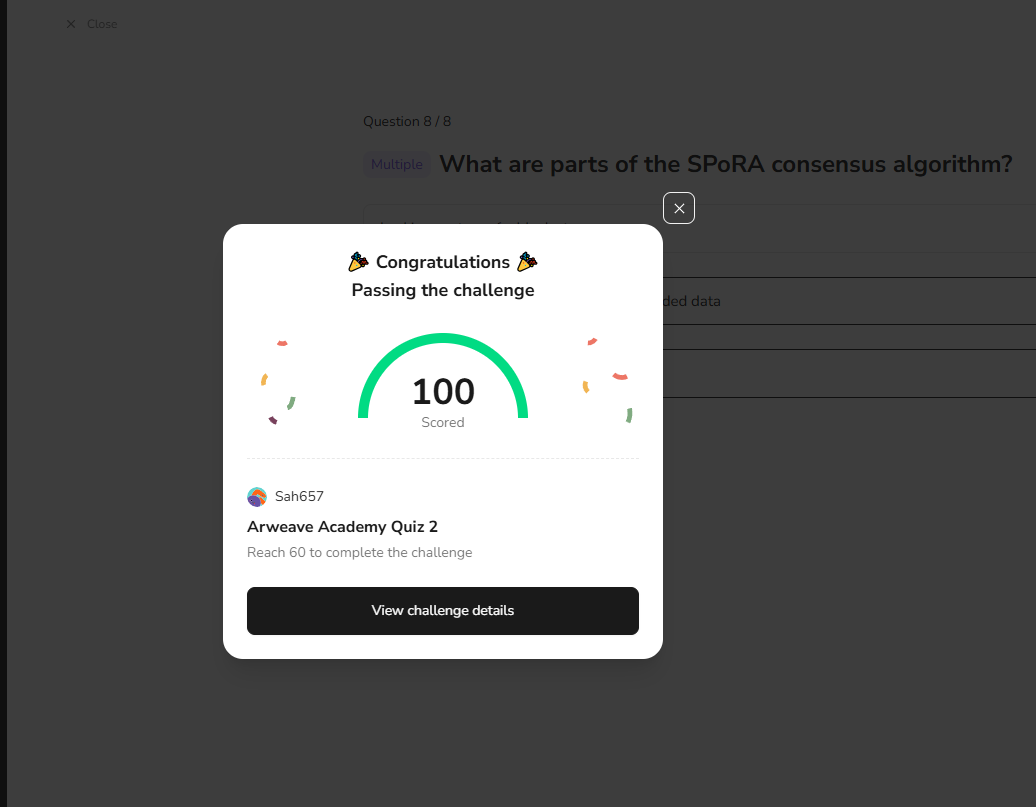 Close
Question 8 / 8
Multiple What are parts of the SPoRA consensus algorithm?
Congratulations
Passing the challenge
ded data
100
Scored
Sah657
Arweave Academy Quiz 2
Reach 60 to complete the challenge
View challenge details